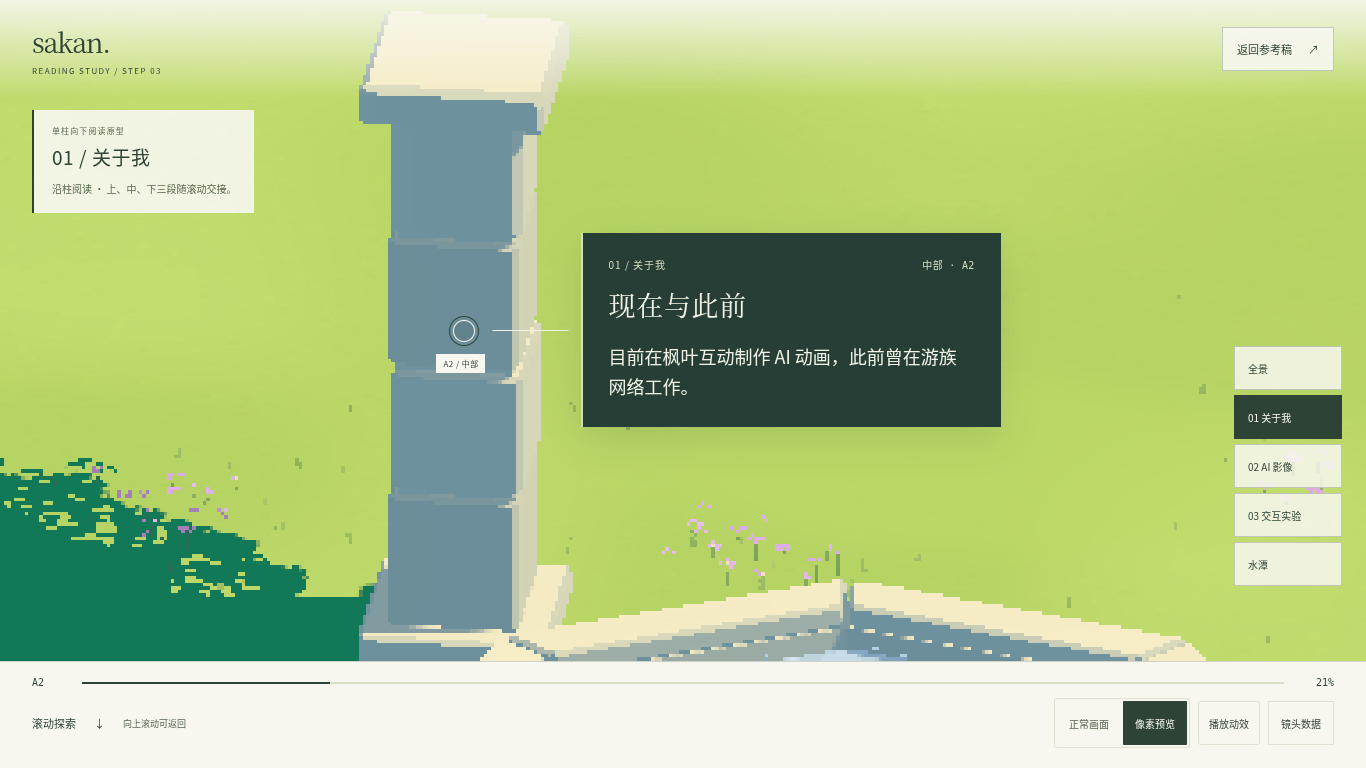 sakan.
READING STUDY / STEP 03
返回参考稿 ↗
单柱向下阅读原型
01 / 关于我
沿柱阅读 · 上、中、下三段随滚动交接。
01 / 关于我
中部 · A2
现在与此前
目前在枫叶互动制作 AI 动画，此前曾在游族
网络工作。
A2 / 中部
全景
01 关于我
02 AI 影像
03 交互实验
水潭
A2
21%
滚动探索 ↓ 向上滚动可返回
正常画面
像素预览
播放动效
镜头数据